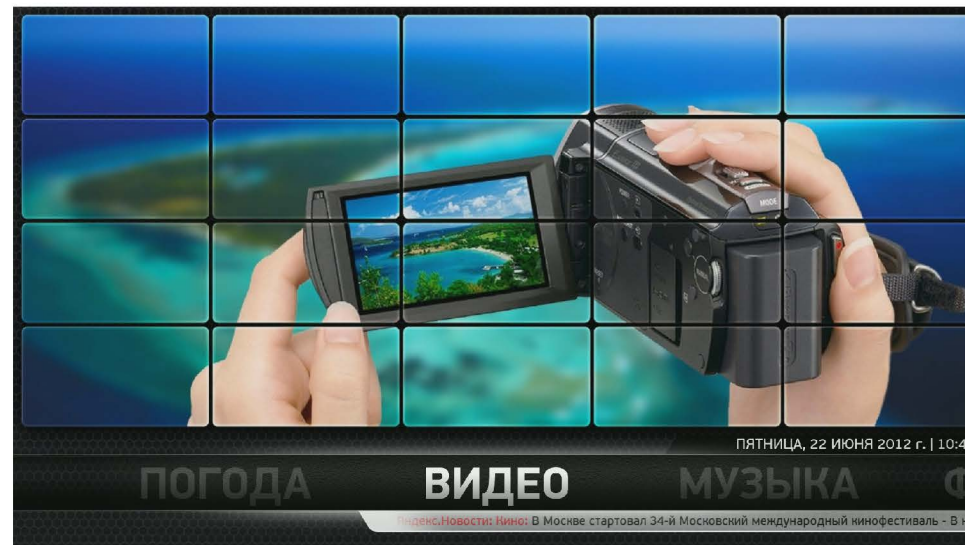 MODE
ПЯТНИЦА, 22 ИЮНЯ 2012 г. | 10:4
ПОГОДА ВИДЕО МУЗЫКА Ф
Яндекс.Новости: Кино: В Москве стартовал 34-й Московский международный кинофестиваль - В н